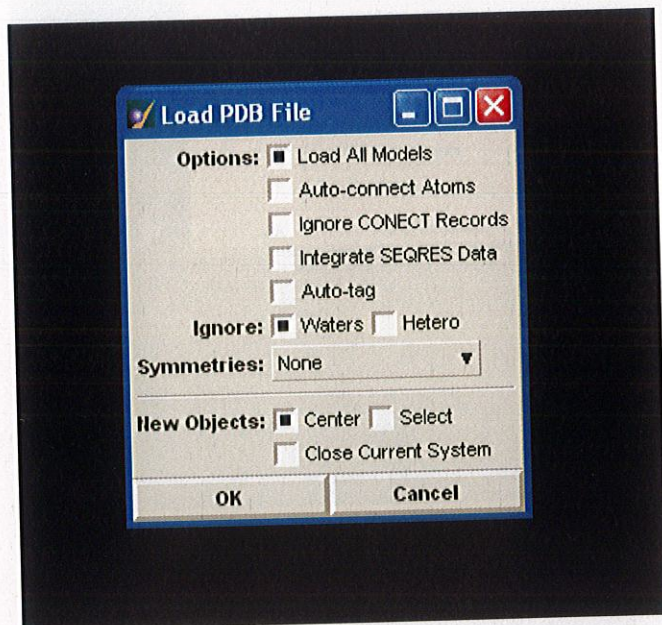 Load PDB File
Options: Load All Models
Auto-connect Atoms
Ignore CONECT Records
Integrate SEQRES Data
Auto-tag
Ignore: Waters Hetero
Symmetries: None
New Objects: Center Select
Close Current System
OK Cancel